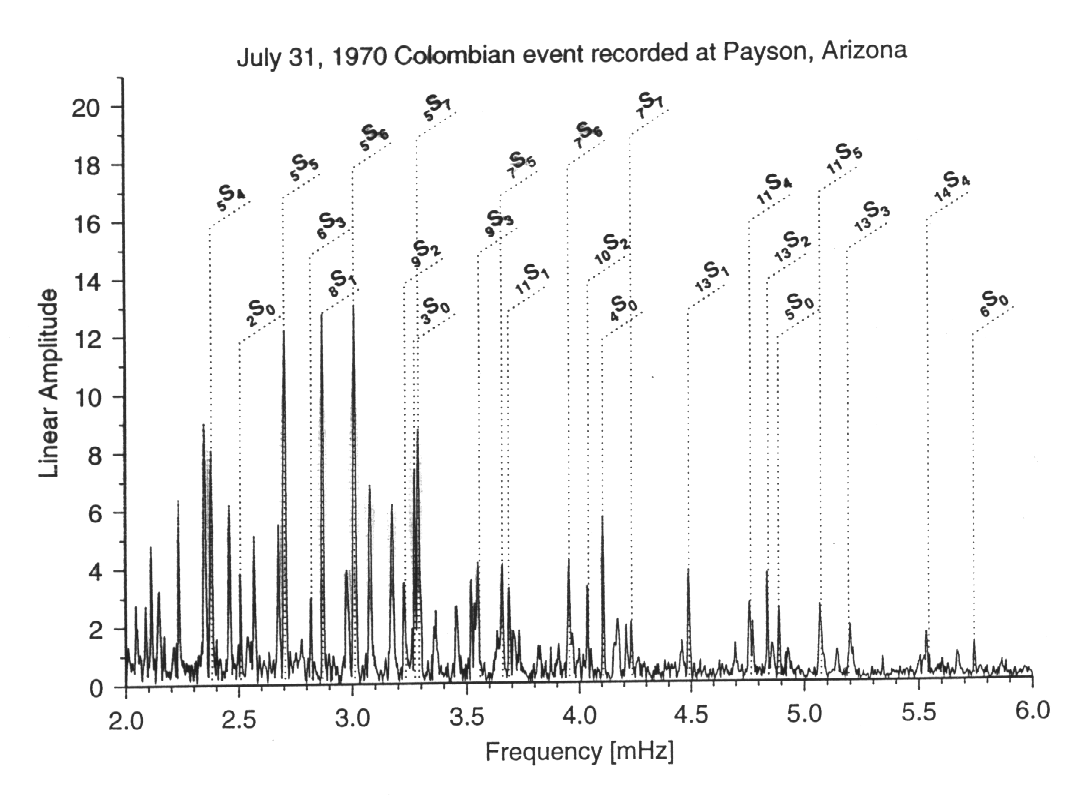 July 31, 1970 Colombian event recorded at Payson, Arizona
20
18
16
14
12
10
8
6
4
2
0
Linear Amplitude
₅S₄
₂S₀
₅S₅
₆S₃
₈S₁
₅S₆
₉S₂
₅S₇
₃S₀
₉S₃
₇S₅
₁₁S₁
₇S₆
₁₀S₂
₄S₀
₇S₇
₁₃S₁
₁₁S₄
₁₃S₂
₅S₀
₁₁S₅
₁₃S₃
₁₄S₄
₆S₀
2.0 2.5 3.0 3.5 4.0 4.5 5.0 5.5 6.0
Frequency [mHz]